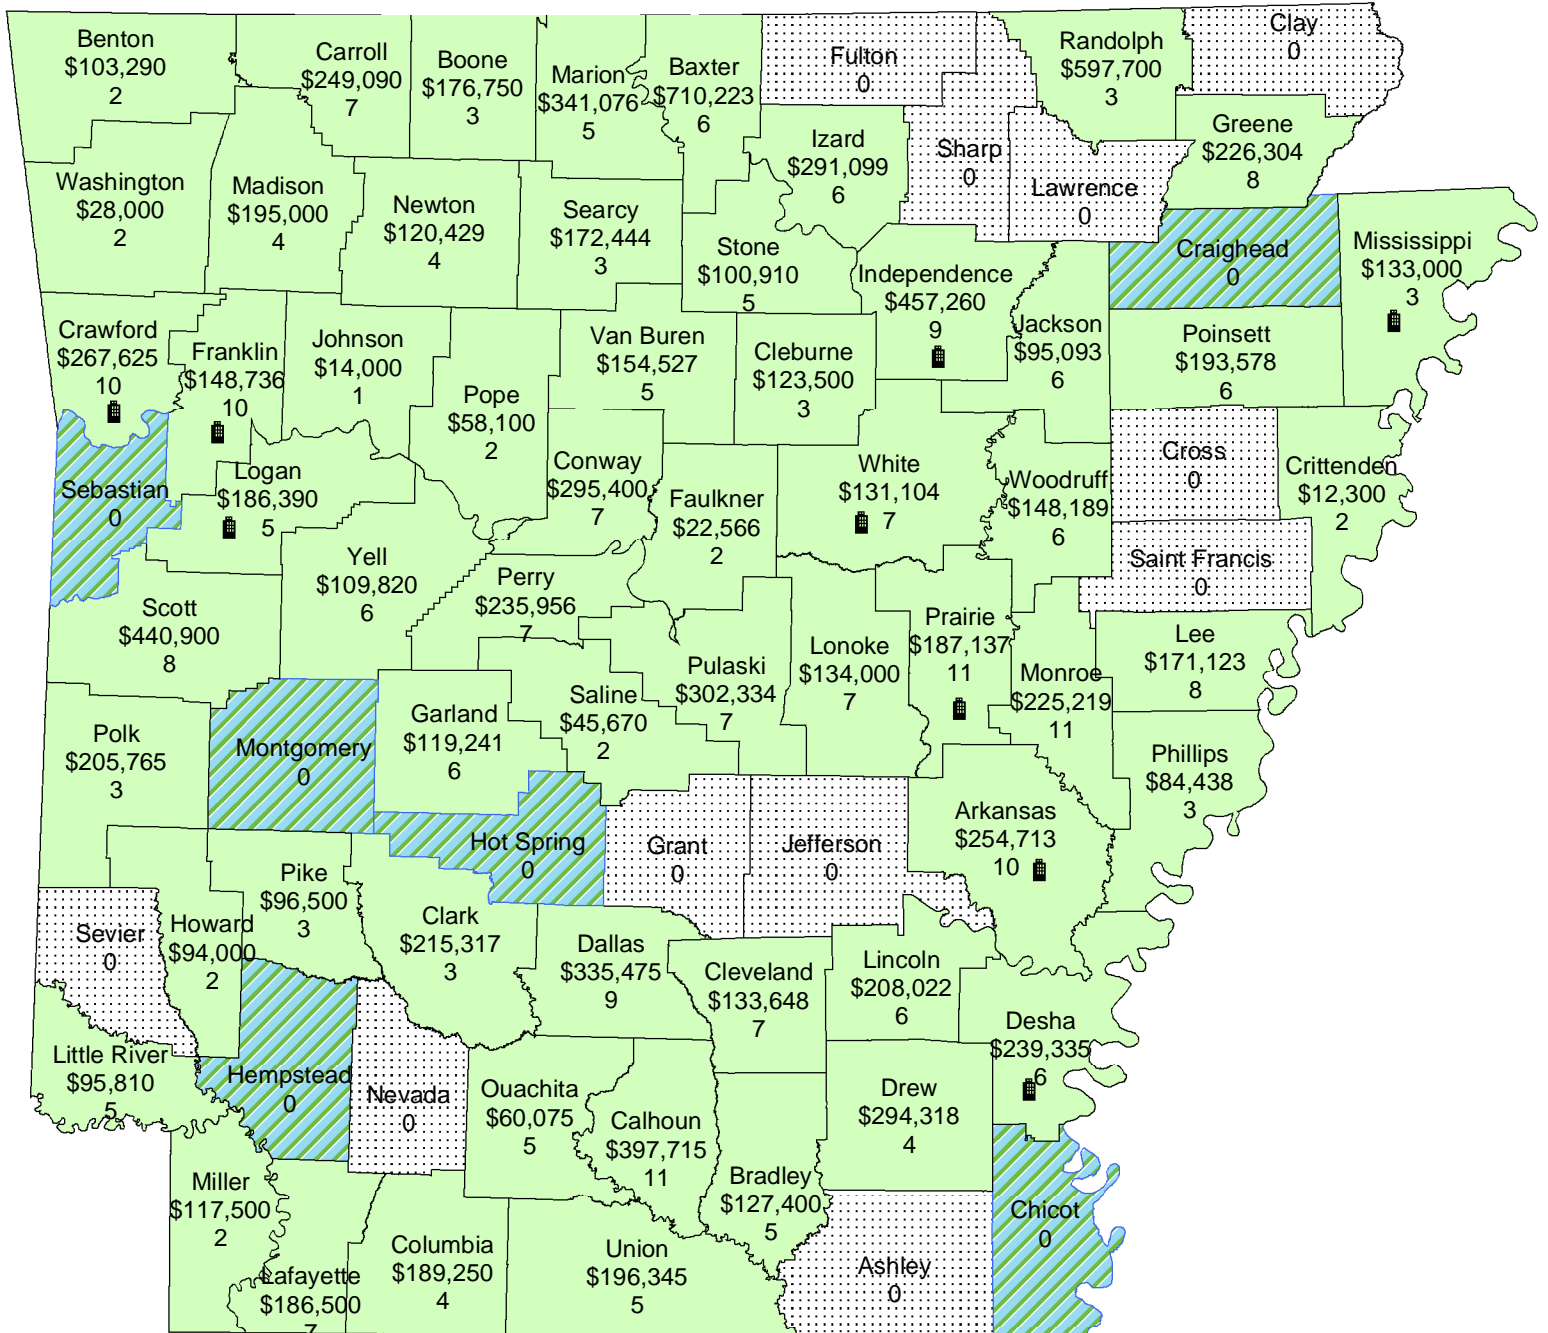 Benton
$103,290
2
Carroll
$249,090
7
Boone
$176,750
3
Marion
$341,076
5
Baxter
$710,223
6
Fulton
0
Randolph
$597,700
3
Clay
0
Izard
$291,099
6
Sharp
0
Lawrence
0
Greene
$226,304
8
Washington
$28,000
2
Madison
$195,000
4
Newton
$120,429
4
Searcy
$172,444
3
Stone
$100,910
5
Independence
$457,260
9
Jackson
$95,093
6
Craighead
0
Mississippi
$133,000
3
Crawford
$267,625
10
Franklin
$148,736
10
Johnson
$14,000
1
Pope
$58,100
2
Van Buren
$154,527
5
Cleburne
$123,500
3
Poinsett
$193,578
6
Sebastian
0
Logan
$186,390
5
Conway
$295,400
7
Faulkner
$22,566
2
White
$131,104
7
Woodruff
$148,189
6
Cross
0
Crittenden
$12,300
2
Saint Francis
0
Scott
$440,900
8
Yell
$109,820
6
Perry
$235,956
7
Pulaski
$302,334
7
Lonoke
$134,000
7
Prairie
$187,137
11
Monroe
$225,219
11
Lee
$171,123
8
Polk
$205,765
3
Montgomery
0
Garland
$119,241
6
Saline
$45,670
2
Phillips
$84,438
3
Hot Spring
0
Grant
0
Jefferson
0
Arkansas
$254,713
10
Sevier
0
Howard
$94,000
2
Pike
$96,500
3
Clark
$215,317
3
Dallas
$335,475
9
Cleveland
$133,648
7
Lincoln
$208,022
6
Desha
$239,335
6
Little River
$95,810
5
Hempstead
0
Nevada
0
Ouachita
$60,075
5
Calhoun
$397,715
11
Bradley
$127,400
5
Drew
$294,318
4
Chicot
0
Miller
$117,500
2
Lafayette
$186,500
7
Columbia
$189,250
4
Union
$196,345
5
Ashley
0